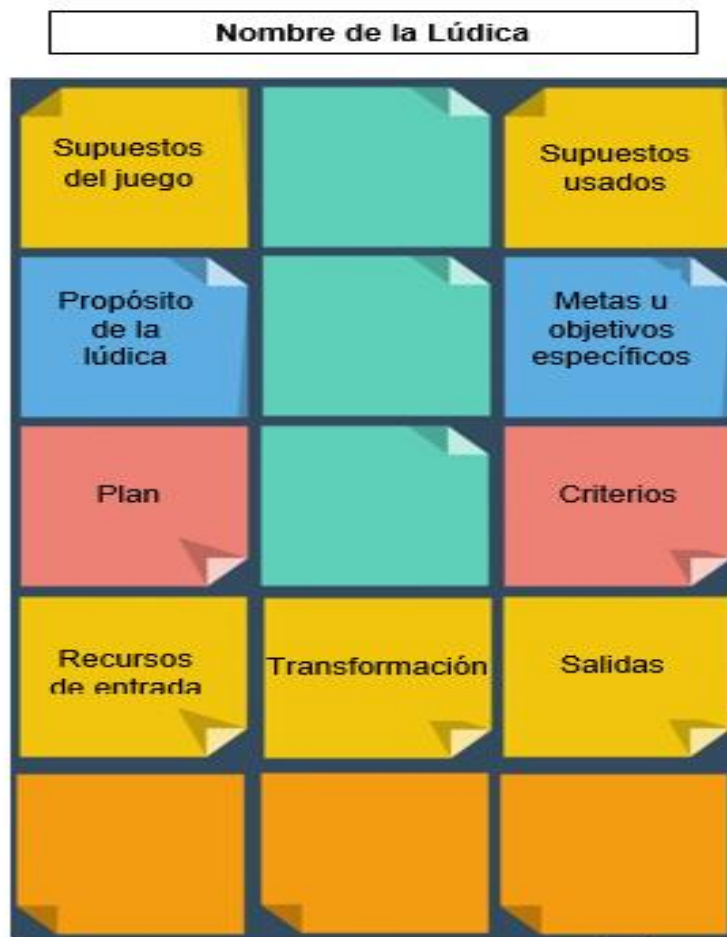 Nombre de la Lúdica
Supuestos
del juego
Supuestos
usados
Propósito
de la
lúdica
Metas u
objetivos
específicos
Plan
Criterios
Recursos
de entrada
Transformación
Salidas